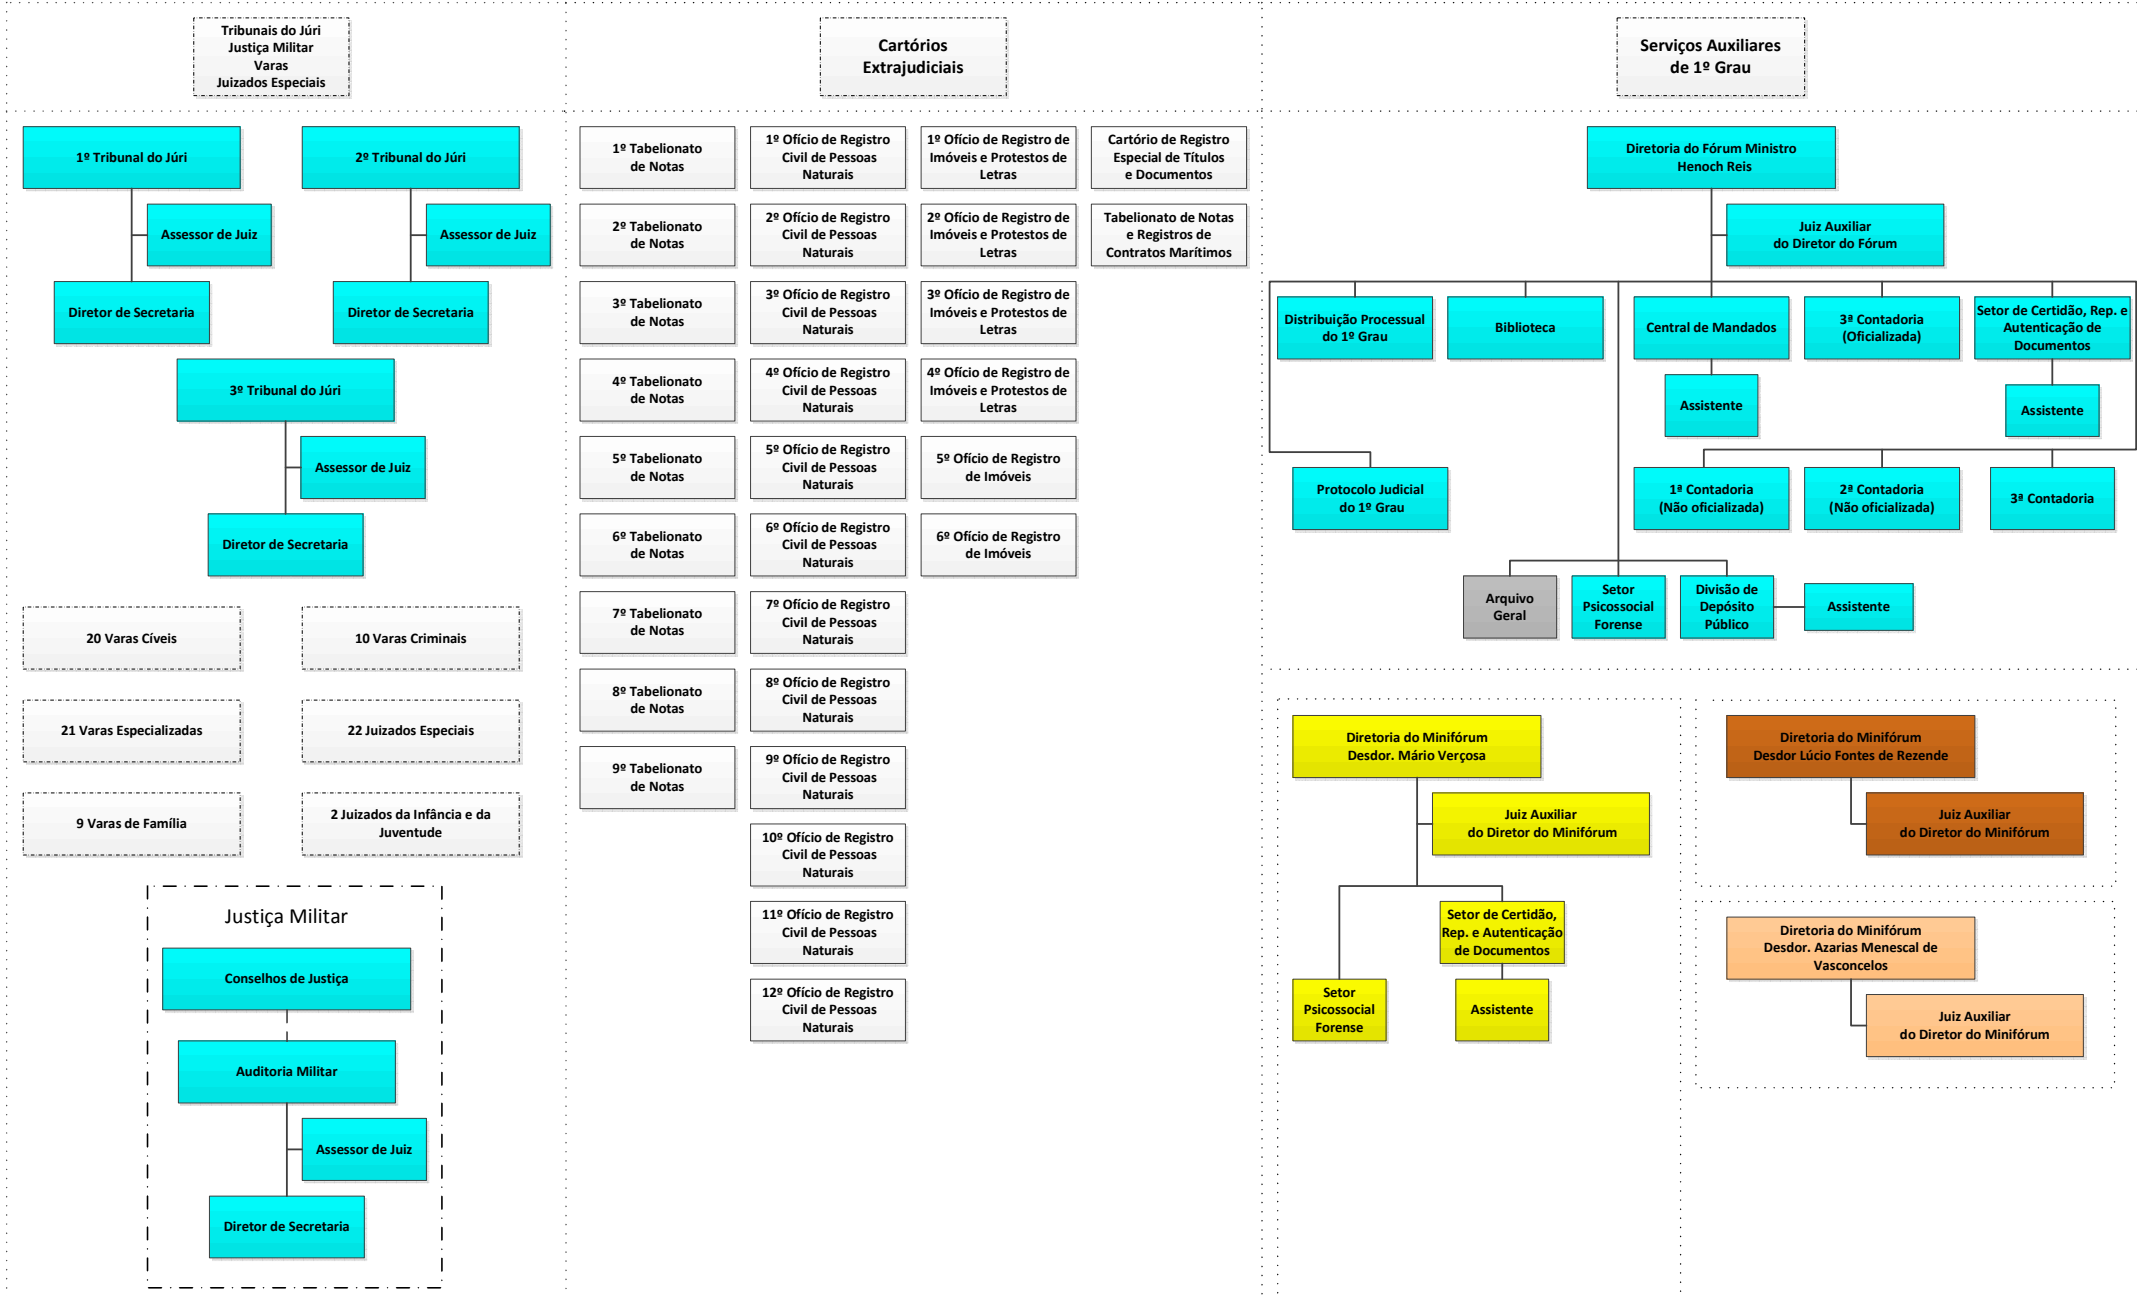 Tribunais do Júri
Justiça Militar
Varas
Juizados Especiais
Cartórios
Extrajudiciais
Serviços Auxiliares
de 1º Grau
1º Tribunal do Júri
Assessor de Juiz
Diretor de Secretaria
2º Tribunal do Júri
Assessor de Juiz
Diretor de Secretaria
3º Tribunal do Júri
Assessor de Juiz
Diretor de Secretaria
20 Varas Cíveis
10 Varas Criminais
21 Varas Especializadas
22 Juizados Especiais
9 Varas de Família
2 Juizados da Infância e da
Juventude
Justiça Militar
Conselhos de Justiça
Auditoria Militar
Assessor de Juiz
Diretor de Secretaria
1º Tabelionato
de Notas
2º Tabelionato
de Notas
3º Tabelionato
de Notas
4º Tabelionato
de Notas
5º Tabelionato
de Notas
6º Tabelionato
de Notas
7º Tabelionato
de Notas
8º Tabelionato
de Notas
9º Tabelionato
de Notas
1º Ofício de Registro
Civil de Pessoas
Naturais
2º Ofício de Registro
Civil de Pessoas
Naturais
3º Ofício de Registro
Civil de Pessoas
Naturais
4º Ofício de Registro
Civil de Pessoas
Naturais
5º Ofício de Registro
Civil de Pessoas
Naturais
6º Ofício de Registro
Civil de Pessoas
Naturais
7º Ofício de Registro
Civil de Pessoas
Naturais
8º Ofício de Registro
Civil de Pessoas
Naturais
9º Ofício de Registro
Civil de Pessoas
Naturais
10º Ofício de Registro
Civil de Pessoas
Naturais
11º Ofício de Registro
Civil de Pessoas
Naturais
12º Ofício de Registro
Civil de Pessoas
Naturais
1º Ofício de Registro de
Imóveis e Protestos de
Letras
2º Ofício de Registro de
Imóveis e Protestos de
Letras
3º Ofício de Registro de
Imóveis e Protestos de
Letras
4º Ofício de Registro de
Imóveis e Protestos de
Letras
5º Ofício de Registro
de Imóveis
6º Ofício de Registro
de Imóveis
Cartório de Registro
Especial de Títulos
e Documentos
Tabelionato de Notas
e Registros de
Contratos Marítimos
Diretoria do Fórum Ministro
Henoch Reis
Juiz Auxiliar
do Diretor do Fórum
Distribuição Processual
do 1º Grau
Biblioteca
Central de Mandados
3ª Contadoria
(Oficializada)
Setor de Certidão, Rep. e
Autenticação de
Documentos
Assistente
Assistente
Protocolo Judicial
do 1º Grau
1ª Contadoria
(Não oficializada)
2ª Contadoria
(Não oficializada)
3ª Contadoria
Arquivo
Geral
Setor
Psicossocial
Forense
Divisão de
Depósito
Público
Assistente
Diretoria do Minifórum
Desdor. Mário Verçosa
Juiz Auxiliar
do Diretor do Minifórum
Setor de Certidão,
Rep. e Autenticação
de Documentos
Setor
Psicossocial
Forense
Assistente
Diretoria do Minifórum
Desdor Lúcio Fontes de Rezende
Juiz Auxiliar
do Diretor do Minifórum
Diretoria do Minifórum
Desdor. Azarias Menescal de
Vasconcelos
Juiz Auxiliar
do Diretor do Minifórum